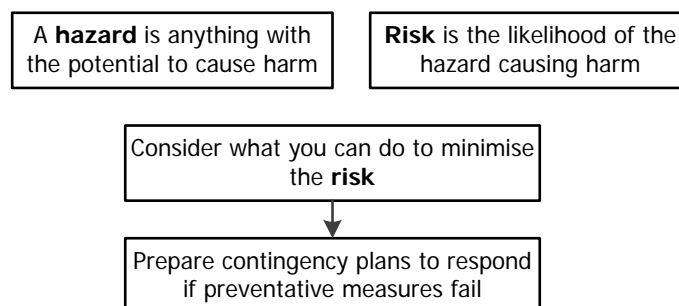 A hazard is anything with
the potential to cause harm
Risk is the likelihood of the
hazard causing harm
Consider what you can do to minimise
the risk
Prepare contingency plans to respond
if preventative measures fail